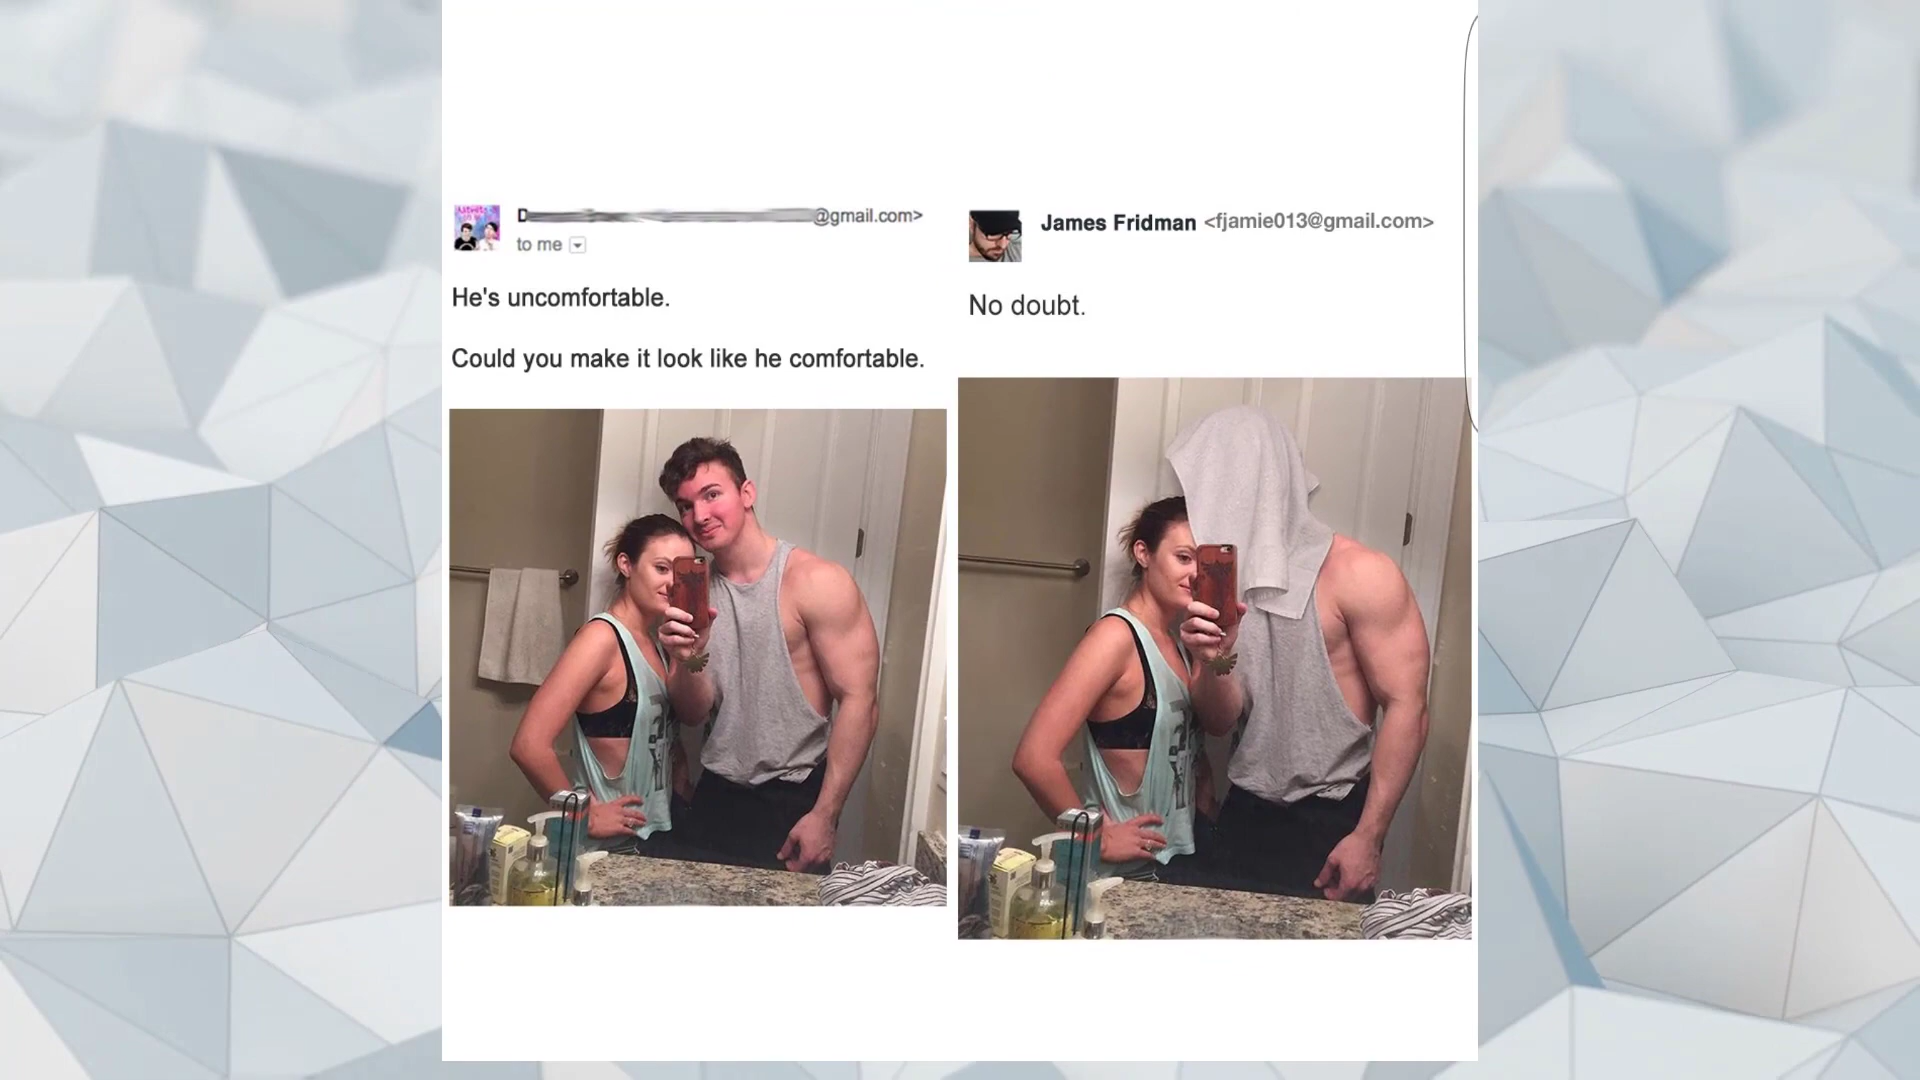 D
@gmail.com>
to me
He's uncomfortable.
Could you make it look like he comfortable.
James Fridman <fjamie013@gmail.com>
No doubt.